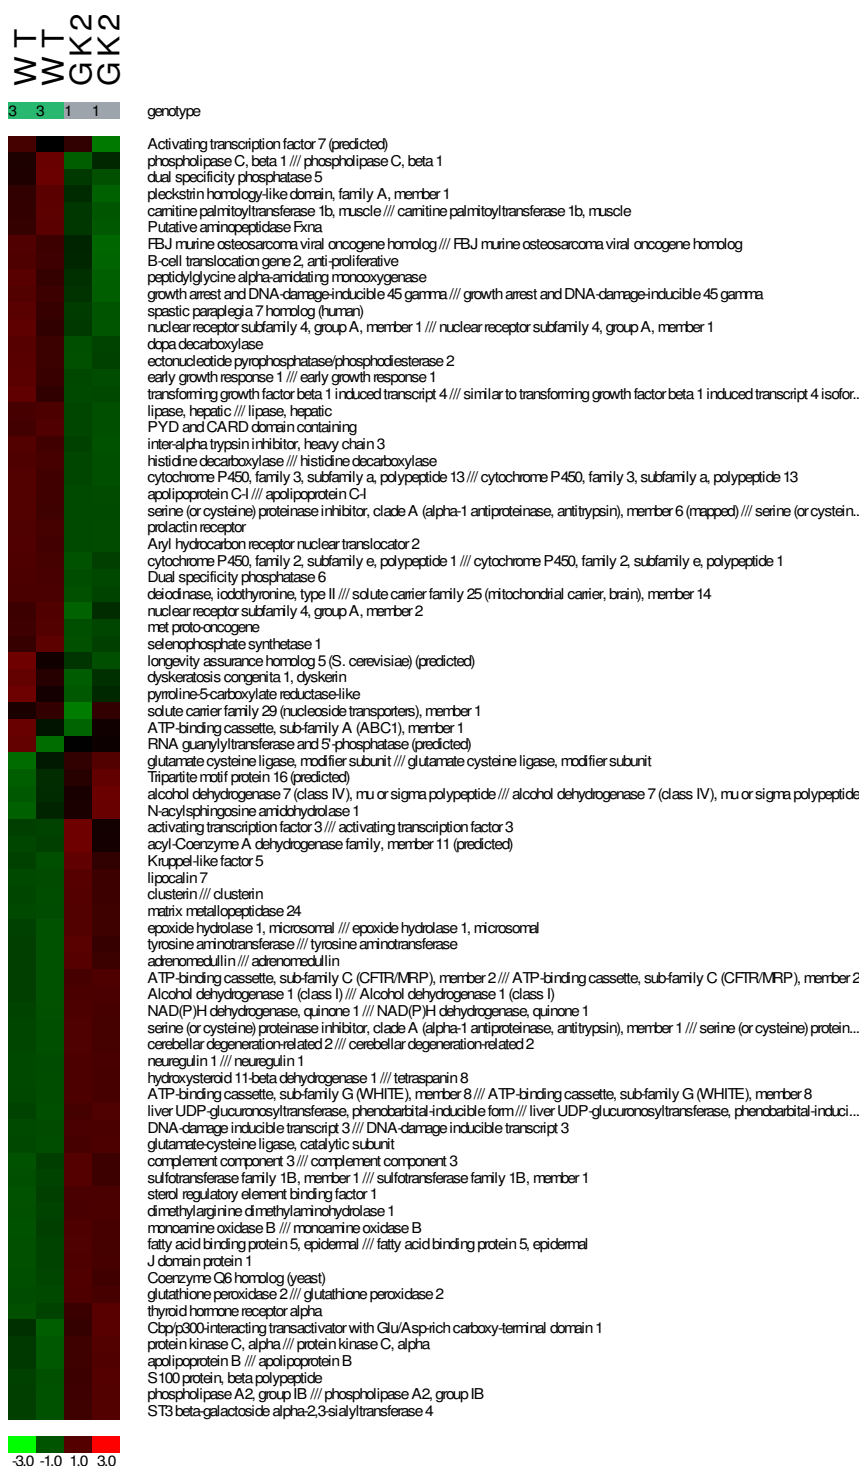 WT WT GK2 GK2
3 3 1 1 genotype
Activating transcription factor 7 (predicted)
phospholipase C, beta 1 /// phospholipase C, beta 1
dual specificity phosphatase 5
pleckstrin homology-like domain, family A, member 1
carnitine palmitoyltransferase 1b, muscle /// carnitine palmitoyltransferase 1b, muscle
Putative aminopeptidase Fxna
FBJ murine osteosarcoma viral oncogene homolog /// FBJ murine osteosarcoma viral oncogene homolog
B-cell translocation gene 2, anti-proliferative
peptidylglycine alpha-amidating monooxygenase
growth arrest and DNA-damage-inducible 45 gamma /// growth arrest and DNA-damage-inducible 45 gamma
spastic paraplegia 7 homolog (human)
nuclear receptor subfamily 4, group A, member 1 /// nuclear receptor subfamily 4, group A, member 1
dopa decarboxylase
ectonucleotide pyrophosphatase/phosphodiesterase 2
early growth response 1 /// early growth response 1
transforming growth factor beta 1 induced transcript 4 /// similar to transforming growth factor beta 1 induced transcript 4 isofor...
lipase, hepatic /// lipase, hepatic
PYD and CARD domain containing
inter-alpha trypsin inhibitor, heavy chain 3
histidine decarboxylase /// histidine decarboxylase
cytochrome P450, family 3, subfamily a, polypeptide 13 /// cytochrome P450, family 3, subfamily a, polypeptide 13
apolipoprotein C-I /// apolipoprotein C-I
serine (or cysteine) proteinase inhibitor, clade A (alpha-1 antiproteinase, antitrypsin), member 6 (mapped) /// serine (or cystein...
prolactin receptor
Aryl hydrocarbon receptor nuclear translocator 2
cytochrome P450, family 2, subfamily e, polypeptide 1 /// cytochrome P450, family 2, subfamily e, polypeptide 1
Dual specificity phosphatase 6
deiodinase, iodothyronine, type II /// solute carrier family 25 (mitochondrial carrier, brain), member 14
nuclear receptor subfamily 4, group A, member 2
met proto-oncogene
selenophosphate synthetase 1
longevity assurance homolog 5 (S. cerevisiae) (predicted)
dyskeratosis congenita 1, dyskerin
pyrroline-5-carboxylate reductase-like
solute carrier family 29 (nucleoside transporters), member 1
ATP-binding cassette, sub-family A (ABC1), member 1
RNA guanylyltransferase and 5'-phosphatase (predicted)
glutamate cysteine ligase, modifier subunit /// glutamate cysteine ligase, modifier subunit
Tripartite motif protein 16 (predicted)
alcohol dehydrogenase 7 (class IV), mu or sigma polypeptide /// alcohol dehydrogenase 7 (class IV), mu or sigma polypeptide
N-acylsphingosine amidohydrolase 1
activating transcription factor 3 /// activating transcription factor 3
acyl-Coenzyme A dehydrogenase family, member 11 (predicted)
Kruppel-like factor 5
lipocalin 7
clusterin /// clusterin
matrix metallopeptidase 24
epoxide hydrolase 1, microsomal /// epoxide hydrolase 1, microsomal
tyrosine aminotransferase /// tyrosine aminotransferase
adrenomedullin /// adrenomedullin
ATP-binding cassette, sub-family C (CFTR/MRP), member 2 /// ATP-binding cassette, sub-family C (CFTR/MRP), member 2
Alcohol dehydrogenase 1 (class I) /// Alcohol dehydrogenase 1 (class I)
NAD(P)H dehydrogenase, quinone 1 /// NAD(P)H dehydrogenase, quinone 1
serine (or cysteine) proteinase inhibitor, clade A (alpha-1 antiproteinase, antitrypsin), member 1 /// serine (or cysteine) protein...
cerebellar degeneration-related 2 /// cerebellar degeneration-related 2
neuregulin 1 /// neuregulin 1
hydroxysteroid 11-beta dehydrogenase 1 /// tetraspanin 8
ATP-binding cassette, sub-family G (WHITE), member 8 /// ATP-binding cassette, sub-family G (WHITE), member 8
liver UDP-glucuronosyltransferase, phenobarbital-inducible form /// liver UDP-glucuronosyltransferase, phenobarbital-induci...
DNA-damage inducible transcript 3 /// DNA-damage inducible transcript 3
glutamate-cysteine ligase, catalytic subunit
complement component 3 /// complement component 3
sulfotransferase family 1B, member 1 /// sulfotransferase family 1B, member 1
sterol regulatory element binding factor 1
dimethylarginine dimethylaminohydrolase 1
monoamine oxidase B /// monoamine oxidase B
fatty acid binding protein 5, epidermal /// fatty acid binding protein 5, epidermal
J domain protein 1
Coenzyme Q6 homolog (yeast)
glutathione peroxidase 2 /// glutathione peroxidase 2
thyroid hormone receptor alpha
Cbp/p300-interacting transactivator with Glu/Asp-rich carboxy-terminal domain 1
protein kinase C, alpha /// protein kinase C, alpha
apolipoprotein B /// apolipoprotein B
S100 protein, beta polypeptide
phospholipase A2, group IB /// phospholipase A2, group IB
ST3 beta-galactoside alpha-2,3-sialyltransferase 4
-3.0 -1.0 1.0 3.0